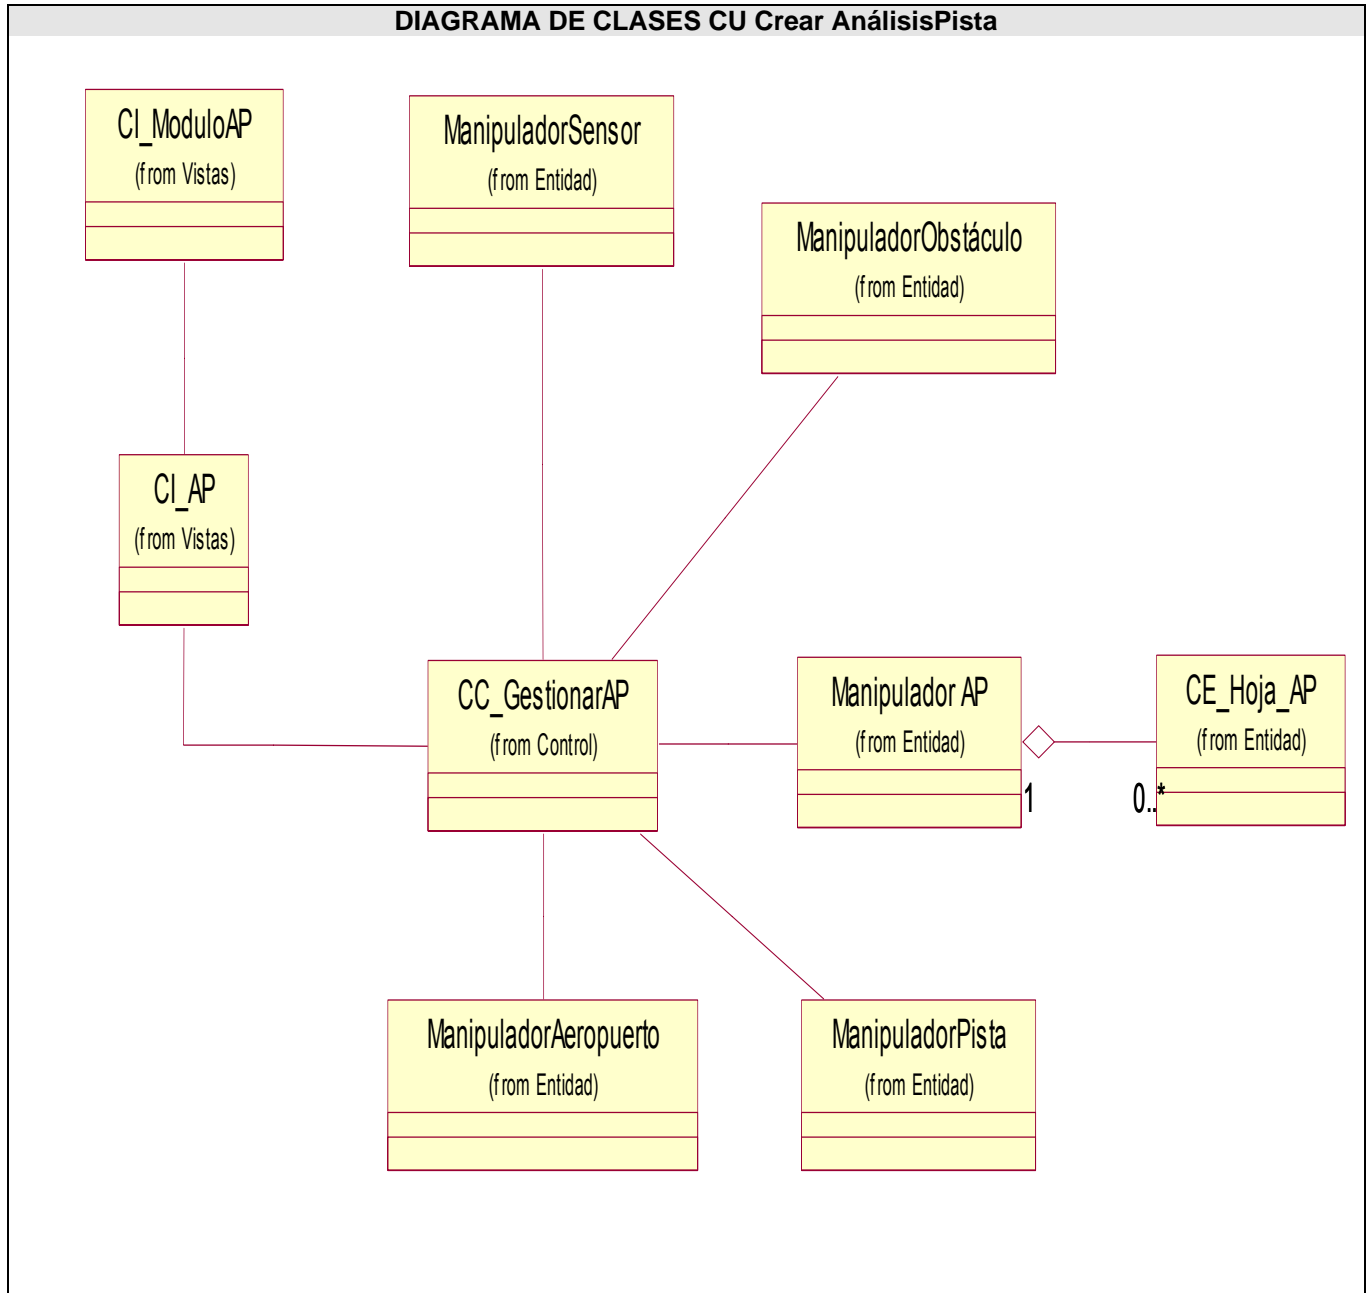 DIAGRAMA DE CLASES CU Crear AnálisisPista
CI_ModuloAP
(from Vistas)
ManipuladorSensor
(from Entidad)
ManipuladorObstáculo
(from Entidad)
CI_AP
(from Vistas)
CC_GestionarAP
(from Control)
Manipulador AP
(from Entidad)
CE_Hoja_AP
(from Entidad)
1
0..*
ManipuladorAeropuerto
(from Entidad)
ManipuladorPista
(from Entidad)